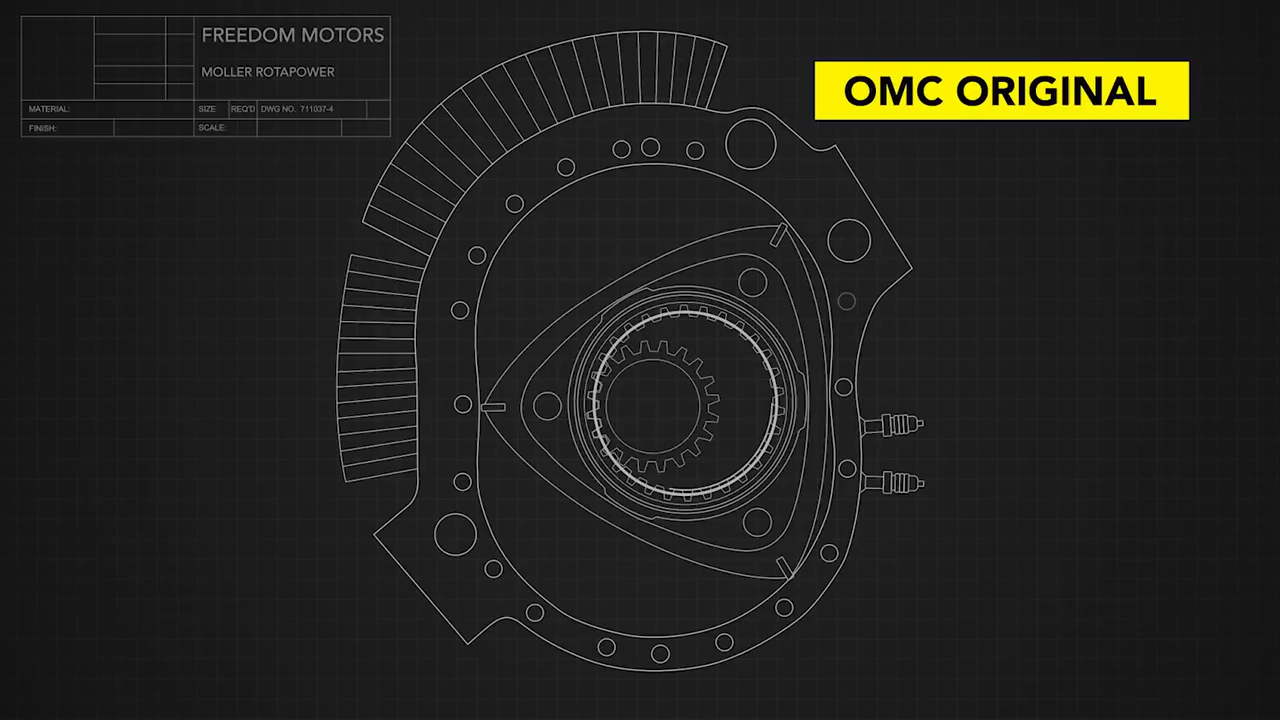 FREEDOM MOTORS
MOLLER ROTAPOWER
MATERIAL:
SIZE
REQ'D
DWG NO. 711037-4
FINISH:
SCALE:
OMC ORIGINAL